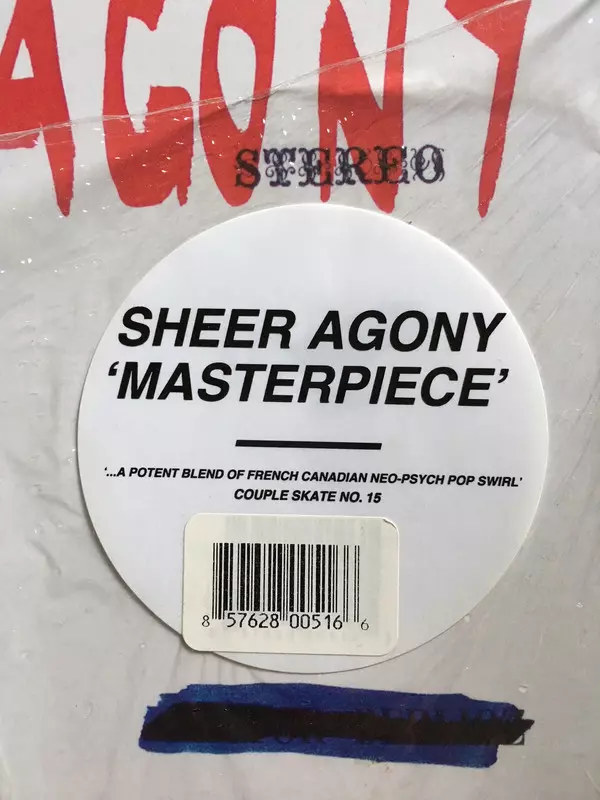 AGONY
STEREO
SHEER AGONY
‘MASTERPIECE’
‘...A POTENT BLEND OF FRENCH CANADIAN NEO-PSYCH POP SWIRL’
COUPLE SKATE NO. 15
8 57628 00516 6